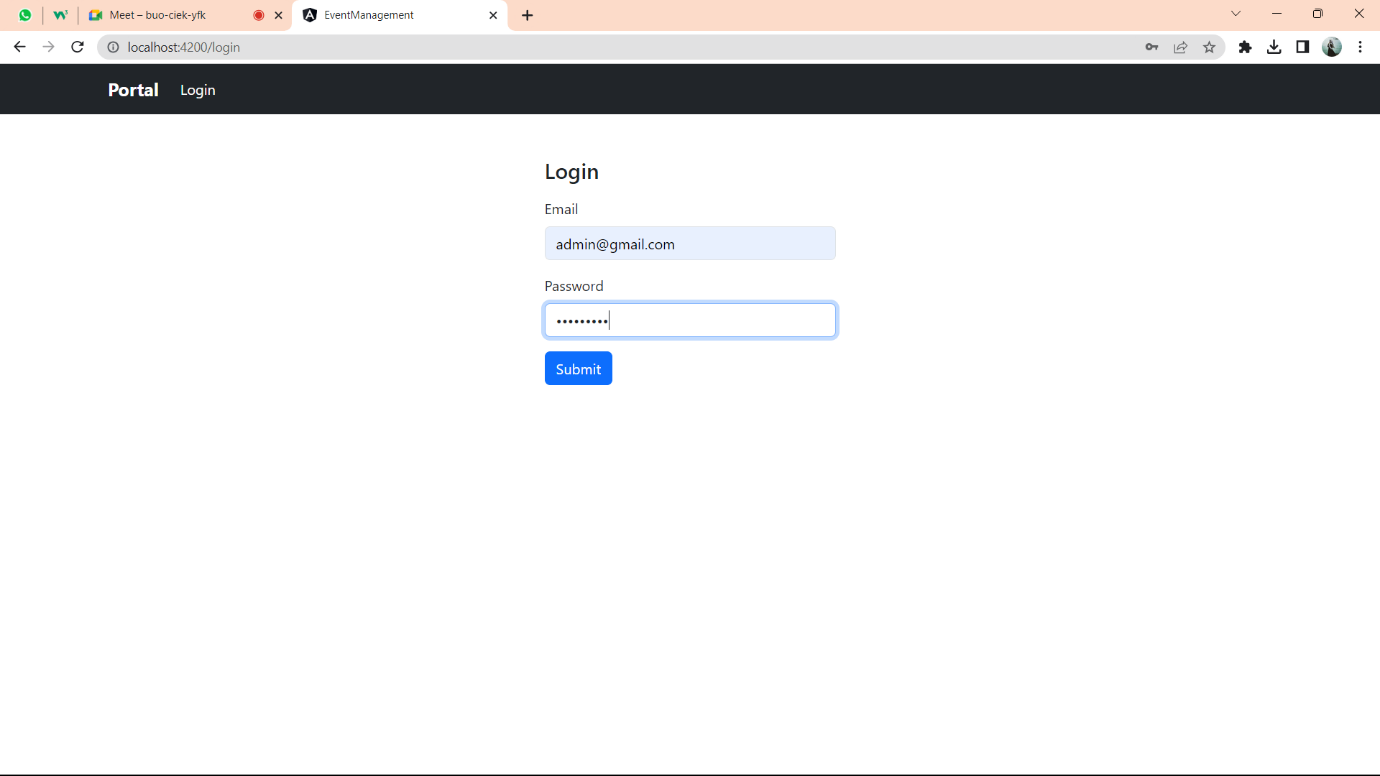 Meet – buo-ciek-yfk
EventManagement
localhost:4200/login
Portal Login
Login
Email
admin@gmail.com
Password
•••••••••
Submit